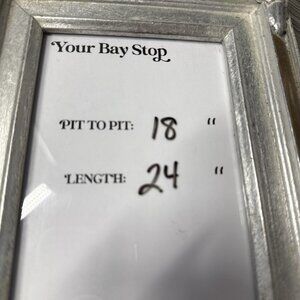 Your Bay Stop
PIT TO PIT: 18 "
LENGTH: 24 "